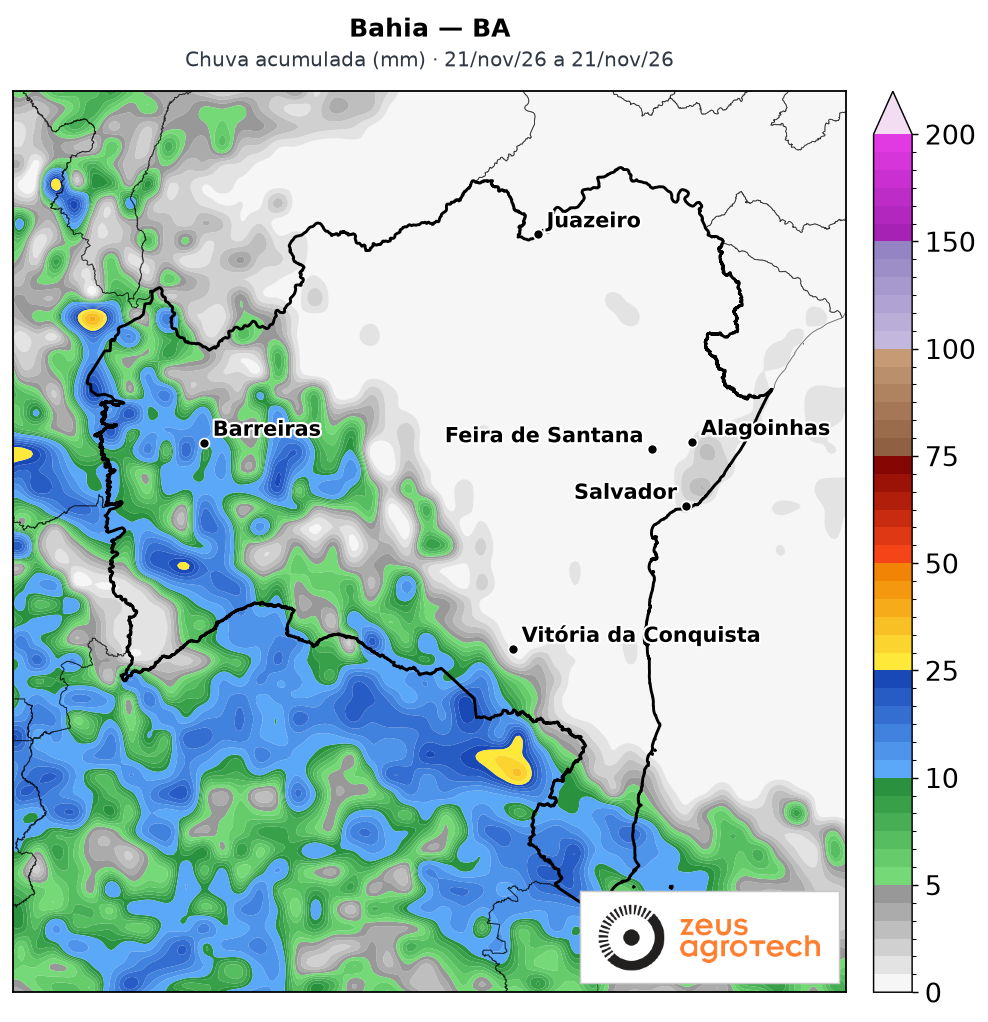 Bahia — BA
Chuva acumulada (mm) · 21/nov/26 a 21/nov/26
200
Juazeiro
150
100
Barreiras
Feira de Santana
Alagoinhas
75
Salvador
50
Vitória da Conquista
25
10
5
zeus
agrotech
0